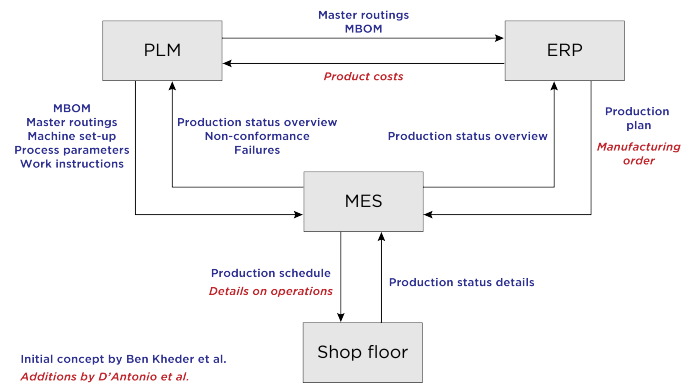 Master routings
MBOM
PLM
ERP
Product costs
MBOM
Master routings
Machine set-up
Process parameters
Work instructions
Production status overview
Non-conformance
Failures
Production status overview
Production
plan
Manufacturing
order
MES
Production schedule
Details on operations
Production status details
Shop floor
Initial concept by Ben Kheder et al.
Additions by D’Antonio et al.